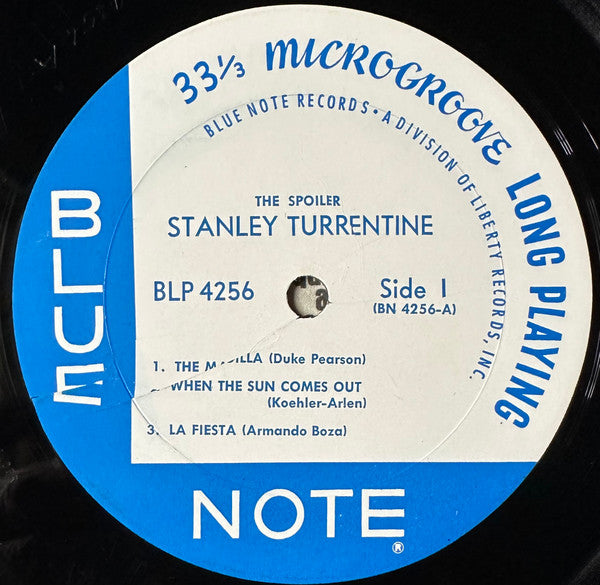 33⅓ MICROGROOVE LONG PLAYING
BLUE NOTE RECORDS • A DIVISION OF LIBERTY RECORDS, INC.
THE SPOILER
STANLEY TURRENTINE
BLP 4256
Side 1
(BN 4256-A)
1. THE (Duke Pearson)
WHEN THE SUN COMES OUT
(Koehler-Arlen)
3. LA FIESTA (Armando Boza)
BLUE
NOTE
®